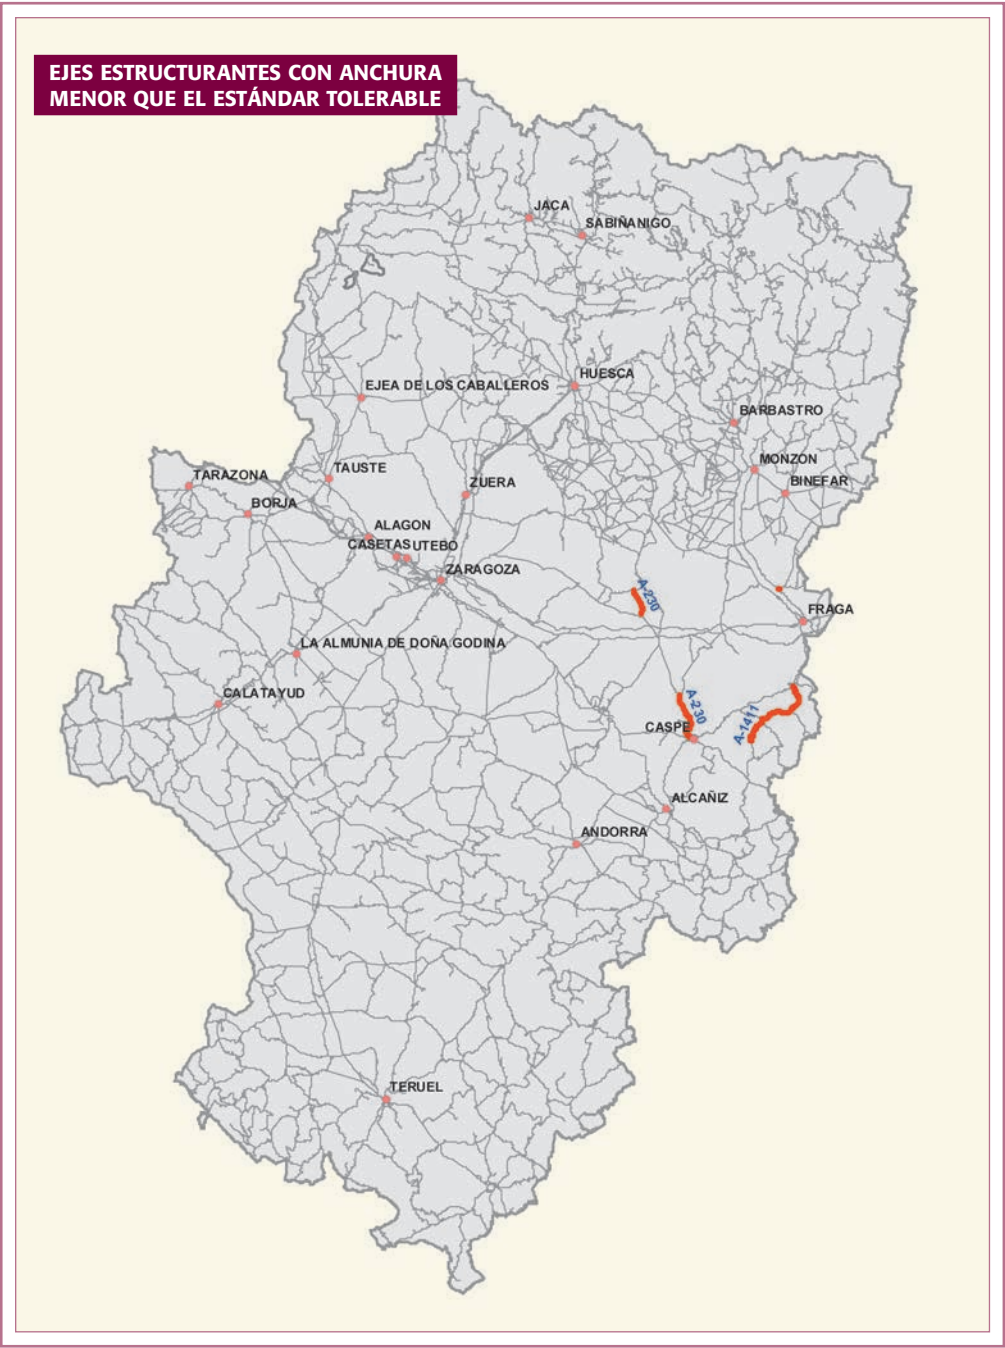 EJES ESTRUCTURANTES CON ANCHURA
MENOR QUE EL ESTÁNDAR TOLERABLE
JACA
SABIÑANIGO
HUESCA
EJEA DE LOS CABALLEROS
BARBASTRO
MONZON
BINEFAR
TAUSTE
TARAZONA
ZUERA
BORJA
ALAGON
CASETAS
UTEBO
ZARAGOZA
A-230
FRAGA
LA ALMUNIA DE DOÑA GODINA
CALATAYUD
A-230
A-1411
CASPE
ALCAÑIZ
ANDORRA
TERUEL